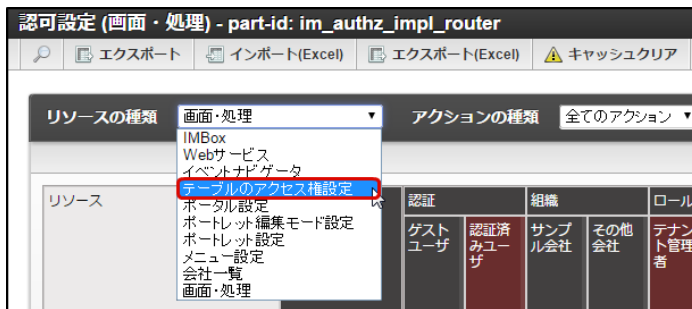 認可設定 (画面・処理) - part-id: im_authz_impl_router
エクスポート インポート(Excel) エクスポート(Excel) キャッシュクリア
リソースの種類 画面・処理 アクションの種類 全てのアクション
IMBox
Webサービス
イベントナビゲータ
テーブルのアクセス権設定
ポータル設定
ポートレット編集モード設定
ポートレット設定
メニュー設定
会社一覧
画面・処理
リソース 認証 組織 ロール
ゲスト 認証済 サンプ その他 テナン
ユーザ みユー ル会社 会社 ト管理
ザ 者